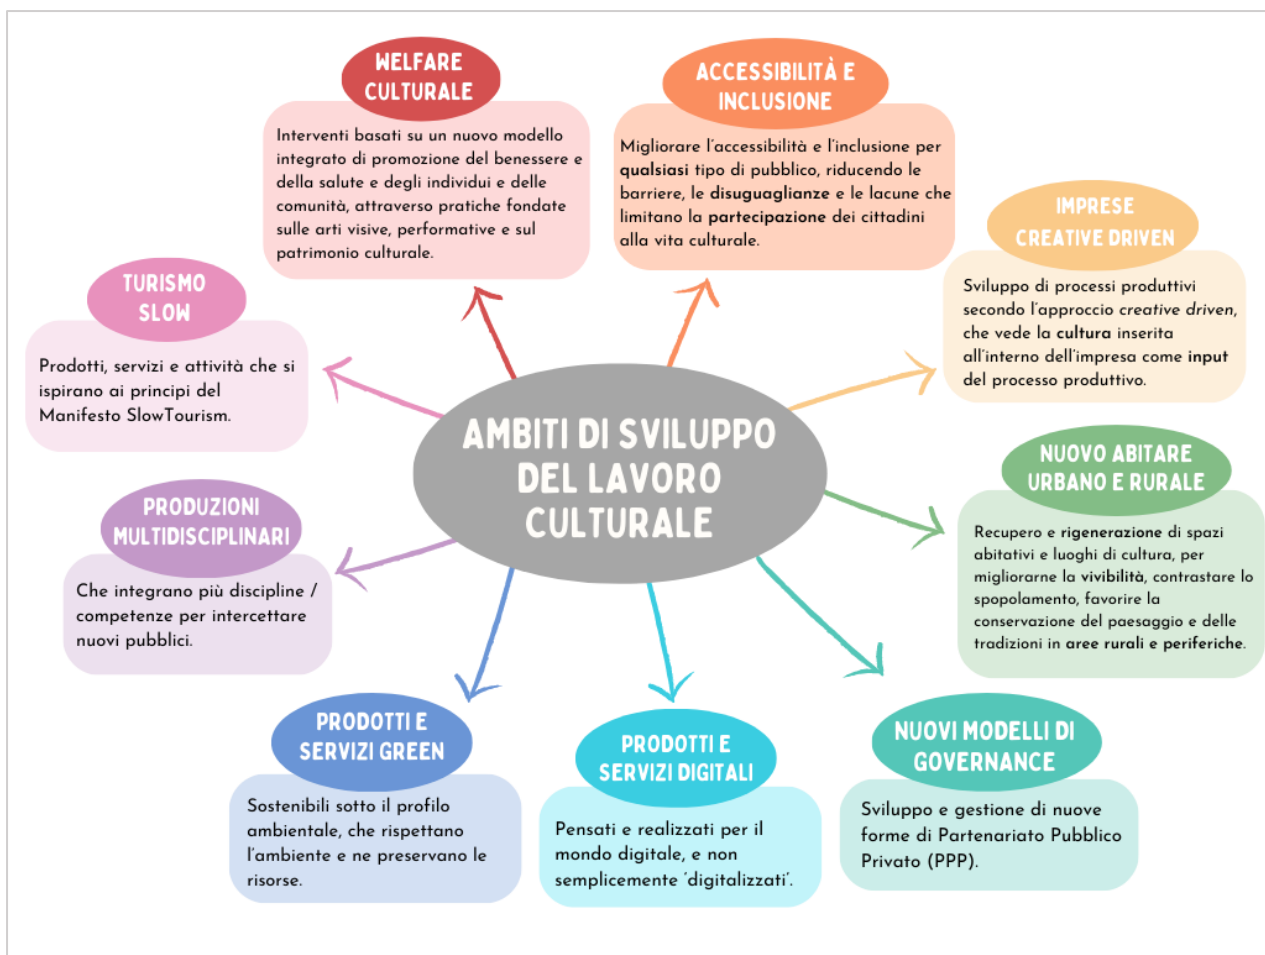 WELFARE
CULTURALE
Interventi basati su un nuovo modello
integrato di promozione del benessere e
della salute e degli individui e delle
comunità, attraverso pratiche fondate
sulle arti visive, performative e sul
patrimonio culturale.
ACCESSIBILITÀ E
INCLUSIONE
Migliorare l'accessibilità e l'inclusione per
qualsiasi tipo di pubblico, riducendo le
barriere, le disuguaglianze e le lacune che
limitano la partecipazione dei cittadini
alla vita culturale.
IMPRESE
CREATIVE DRIVEN
Sviluppo di processi produttivi
secondo l'approccio creative driven,
che vede la cultura inserita
all'interno dell'impresa come input
del processo produttivo.
TURISMO
SLOW
Prodotti, servizi e attività che si
ispirano ai principi del
Manifesto SlowTourism.
AMBITI DI SVILUPPO
DEL LAVORO
CULTURALE
NUOVO ABITARE
URBANO E RURALE
Recupero e rigenerazione di spazi
abitativi e luoghi di cultura, per
migliorarne la vivibilità, contrastare lo
spopolamento, favorire la
conservazione del paesaggio e delle
tradizioni in aree rurali e periferiche.
PRODUZIONI
MULTIDISCIPLINARI
Che integrano più discipline /
competenze per intercettare
nuovi pubblici.
PRODOTTI E
SERVIZI GREEN
Sostenibili sotto il profilo
ambientale, che rispettano
l'ambiente e ne preservano le
risorse.
PRODOTTI E
SERVIZI DIGITALI
Pensati e realizzati per il
mondo digitale, e non
semplicemente 'digitalizzati'.
NUOVI MODELLI DI
GOVERNANCE
Sviluppo e gestione di nuove
forme di Partenariato Pubblico
Privato (PPP).